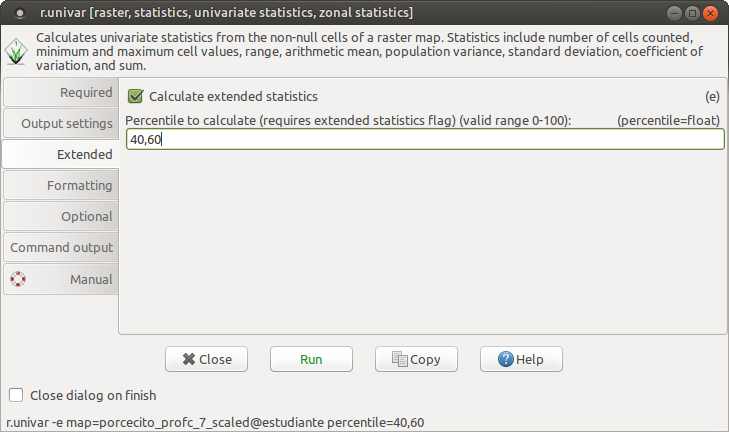 r.univar [raster, statistics, univariate statistics, zonal statistics]
Calculates univariate statistics from the non-null cells of a raster map. Statistics include number of cells counted,
minimum and maximum cell values, range, arithmetic mean, population variance, standard deviation, coefficient of
variation, and sum.
Required
Output settings
Extended
Formatting
Optional
Command output
Manual
Calculate extended statistics (e)
Percentile to calculate (requires extended statistics flag) (valid range 0-100): (percentile=float)
40,60
Close Run Copy Help
Close dialog on finish
r.univar -e map=porcecito_profc_7_scaled@estudiante percentile=40,60